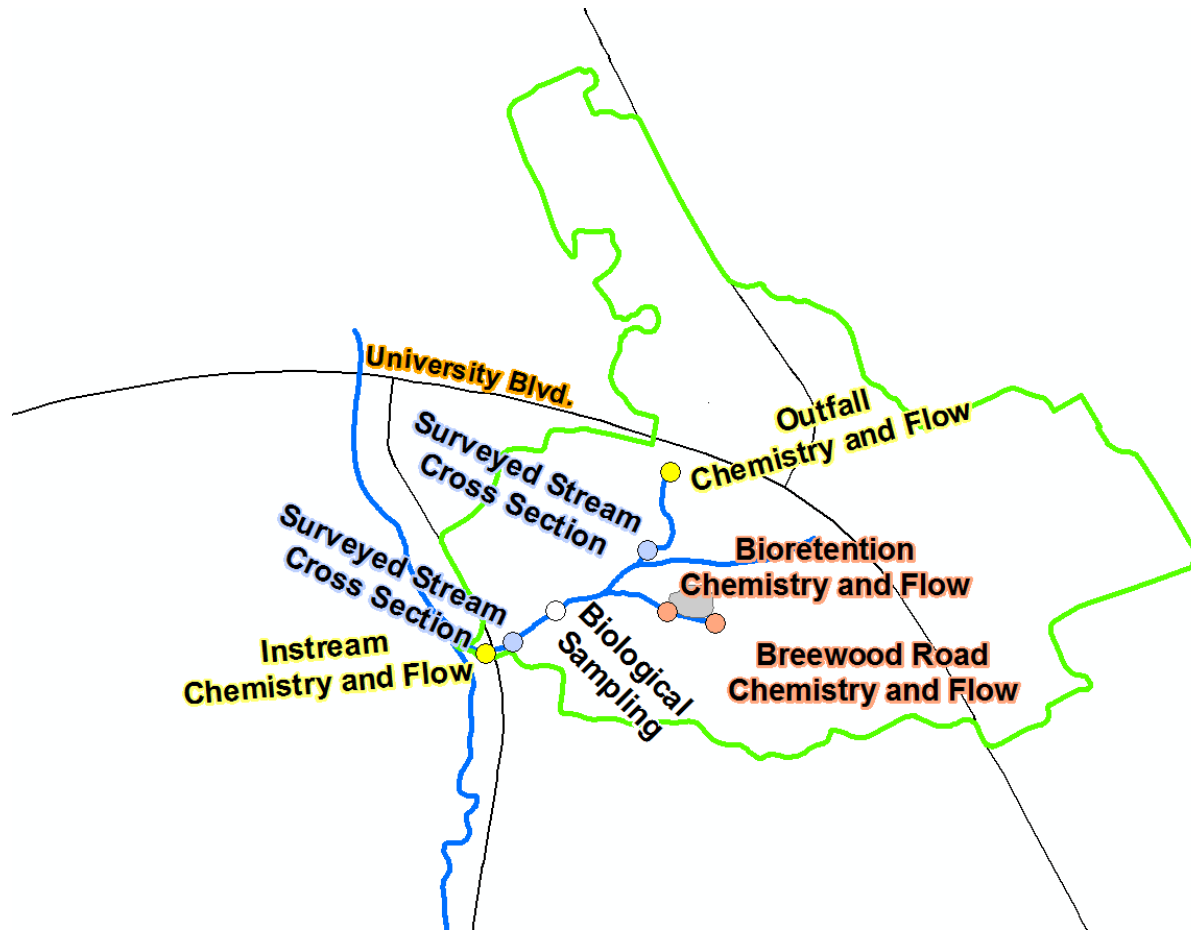 University Blvd.
Outfall
Chemistry and Flow
Surveyed Stream
Cross Section
Surveyed Stream
Cross Section
Bioretention
Chemistry and Flow
Biological
Sampling
Instream
Chemistry and Flow
Breewood Road
Chemistry and Flow